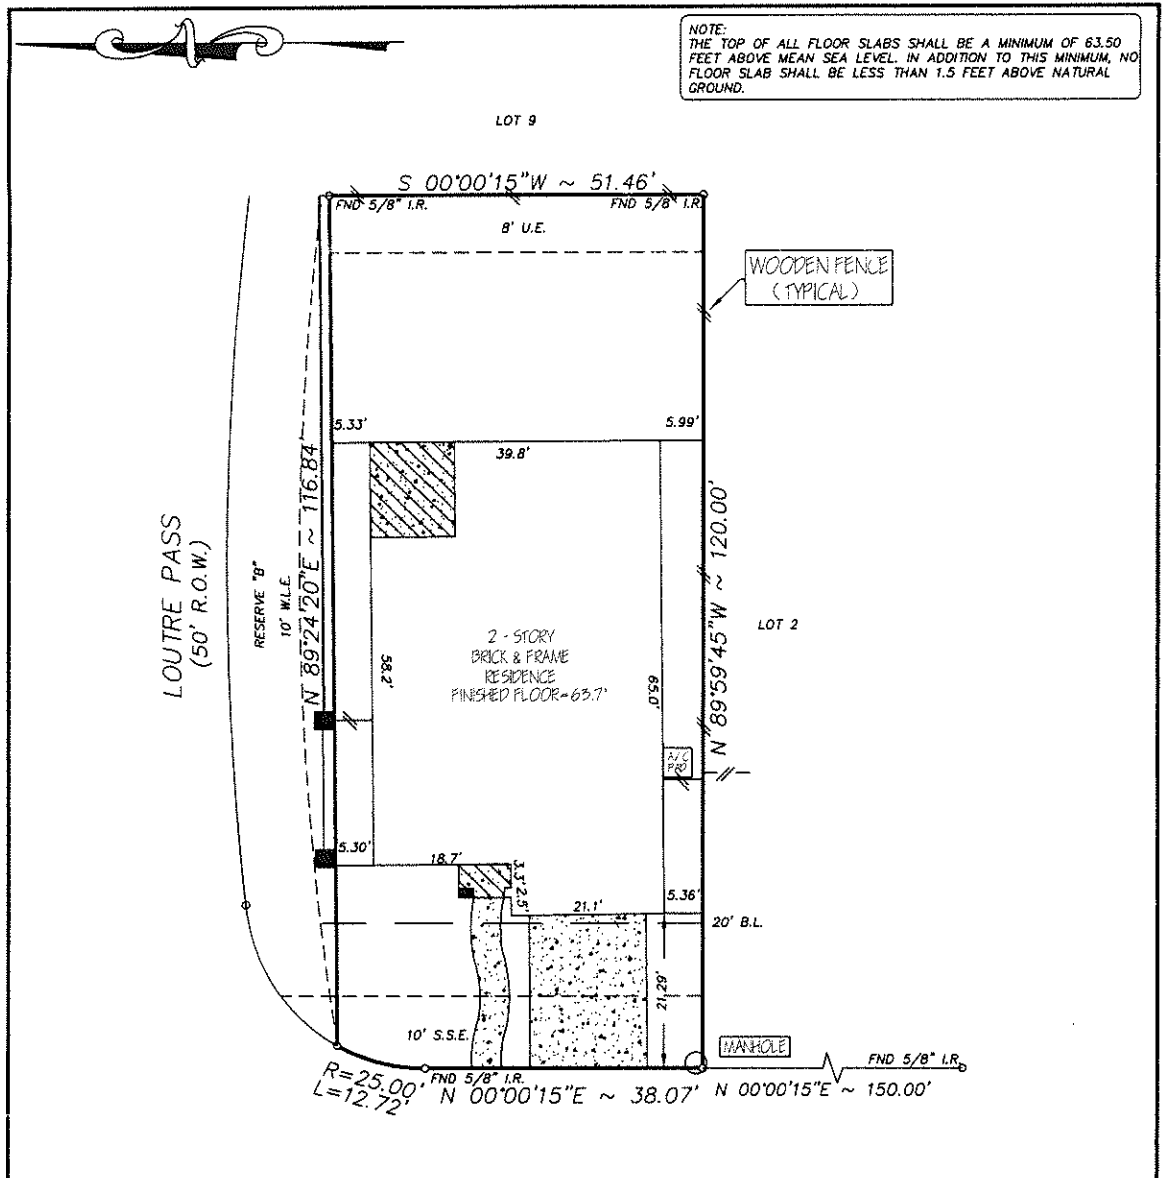 NOTE:
THE TOP OF ALL FLOOR SLABS SHALL BE A MINIMUM OF 63.50
FEET ABOVE MEAN SEA LEVEL. IN ADDITION TO THIS MINIMUM, NO
FLOOR SLAB SHALL BE LESS THAN 1.5 FEET ABOVE NATURAL
GROUND.
LOT 9
S 00°00'15"W ~ 51.46'
FND 5/8" I.R.
FND 5/8" I.R.
8' U.E.
WOODEN FENCE
(TYPICAL)
5.33'
5.99'
39.8'
LOUTRE PASS
(50' R.O.W.)
RESERVE "B"
10' W.L.E.
N 89°24'20"E ~ 116.84'
58.2'
2 - STORY
BRICK & FRAME
RESIDENCE
FINISHED FLOOR=63.7'
65.0'
N 89°59'45"W ~ 120.00'
LOT 2
A/C
PAD
5.30'
18.7'
3.3'
2.5'
21.1'
5.36'
20' B.L.
21.29'
10' S.S.E.
MANHOLE
FND 5/8" I.R.
R=25.00'
L=12.72'
FND 5/8" I.R.
N 00°00'15"E ~ 38.07'
N 00°00'15"E ~ 150.00'